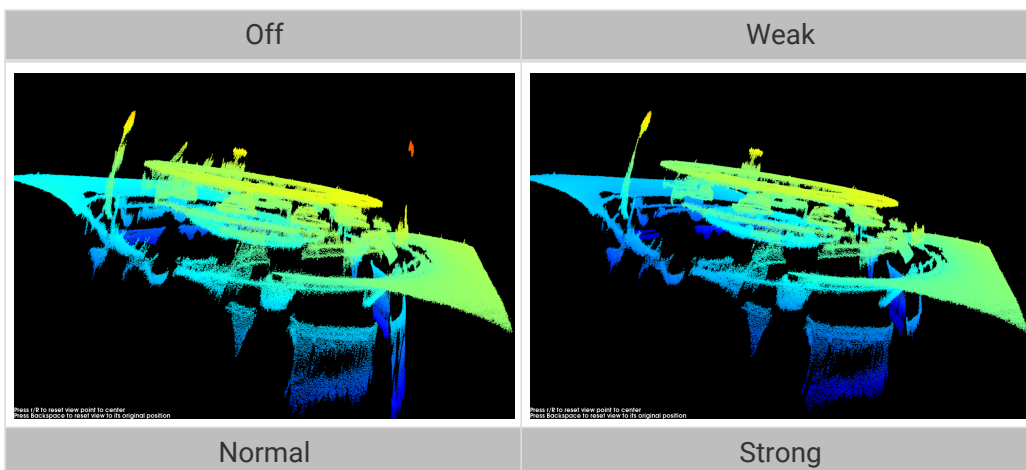 Off
Weak
Press r/R to reset view point to center
Press Backspace to reset view to its original position
Press r/R to reset view point to center
Press Backspace to reset view to its original position
Normal
Strong